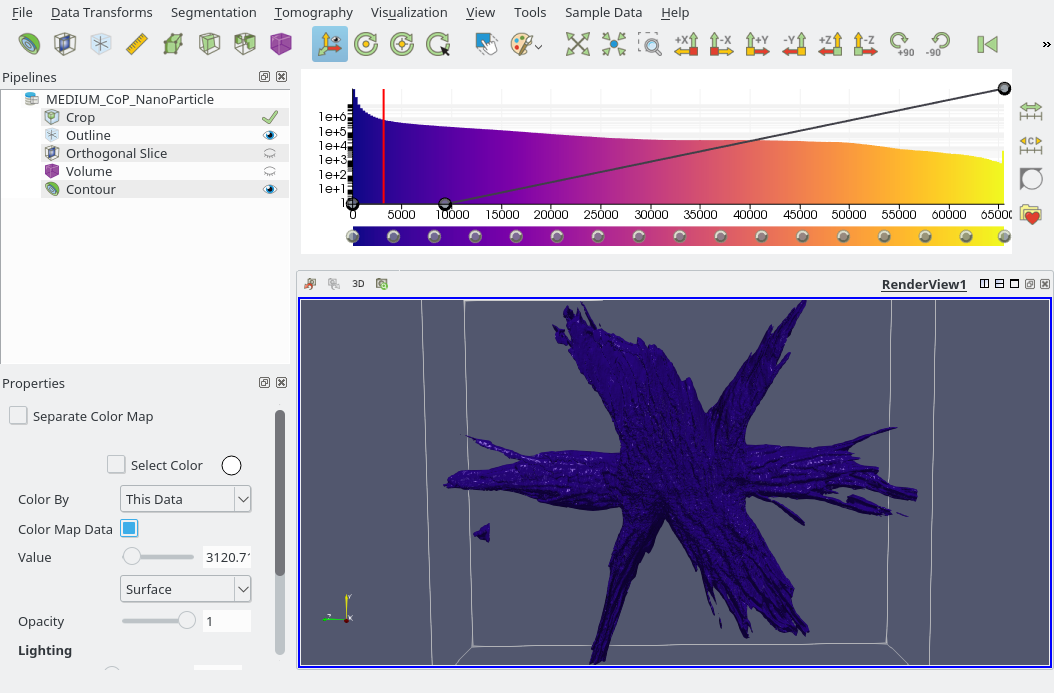 File Data Transforms Segmentation Tomography Visualization View Tools Sample Data Help
+X -X +Y -Y +Z -Z +90 -90 »
Pipelines
MEDIUM_CoP_NanoParticle
Crop
Outline
Orthogonal Slice
Volume
Contour
1e+6
1e+5
1e+4
1e+3
1e+2
1e+1
1
0 5000 10000 15000 20000 25000 30000 35000 40000 45000 50000 55000 60000 6500
C
3D RenderView1
Properties
Separate Color Map
Select Color
Color By This Data
Color Map Data
Value 3120.71
Surface
Opacity 1
Lighting
Y
Z X